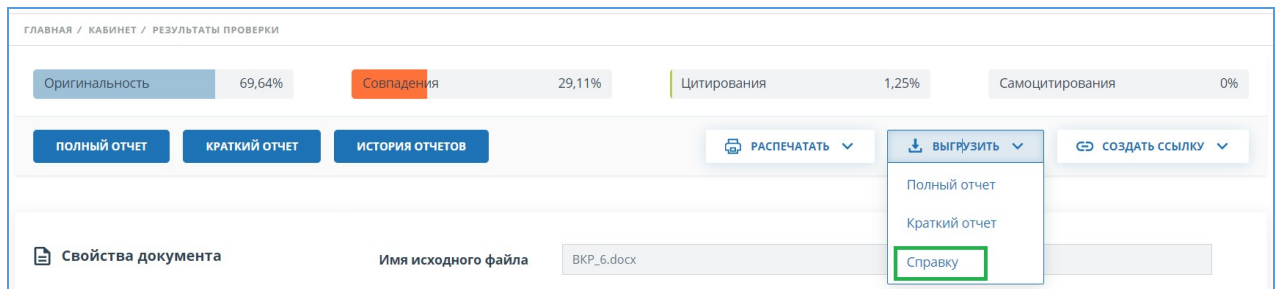 ГЛАВНАЯ / КАБИНЕТ / РЕЗУЛЬТАТЫ ПРОВЕРКИ
Оригинальность 69,64% Совпадения 29,11% Цитирования 1,25% Самоцитирования 0%
ПОЛНЫЙ ОТЧЕТ КРАТКИЙ ОТЧЕТ ИСТОРИЯ ОТЧЕТОВ РАСПЕЧАТАТЬ ВЫГРУЗИТЬ СОЗДАТЬ ССЫЛКУ
Полный отчет
Краткий отчет
Свойства документа Имя исходного файла ВКР_6.docx Справку